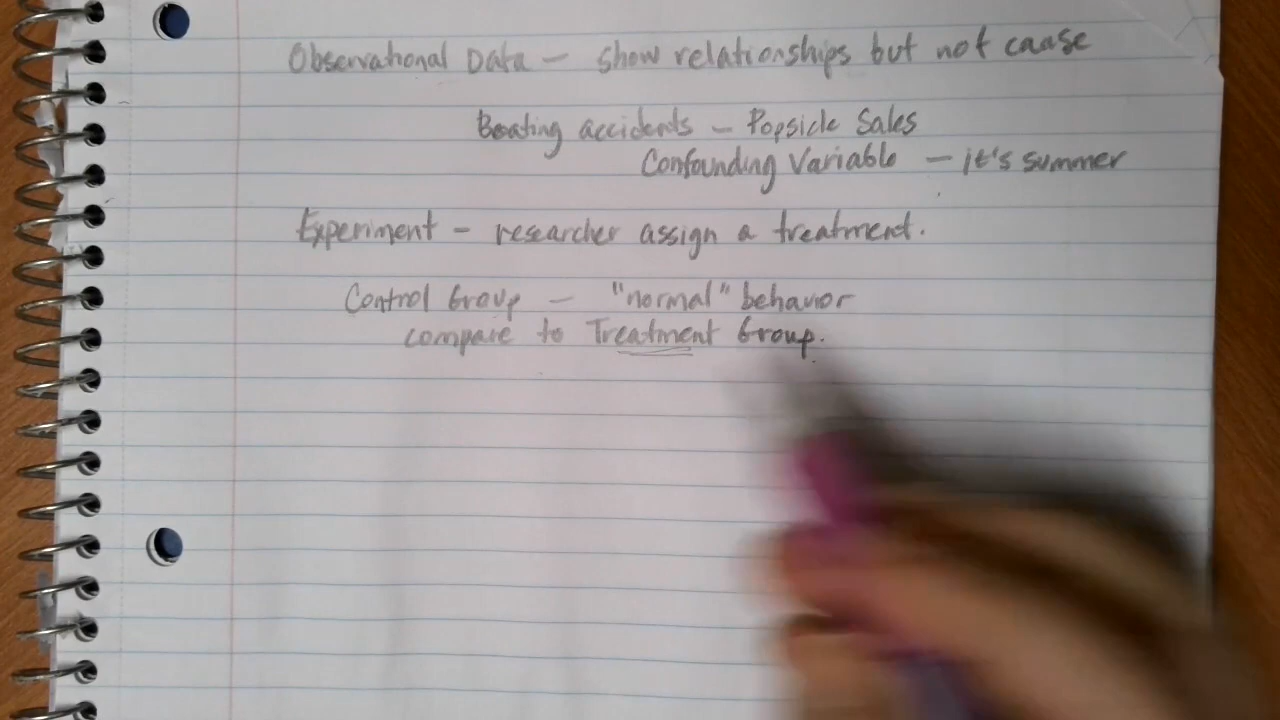 Observational Data – show relationships but not cause
Boating accidents – Popsicle Sales
Confounding Variable – it's summer
Experiment – researcher assign a treatment.
Control Group – "normal" behavior
compare to Treatment Group.